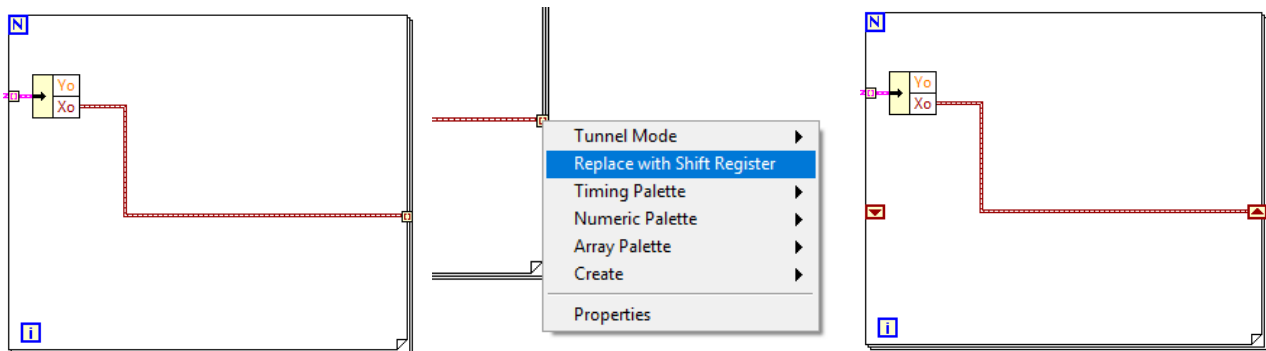 N
Yo
Xo
i
Tunnel Mode
Replace with Shift Register
Timing Palette
Numeric Palette
Array Palette
Create
Properties
N
Yo
Xo
i